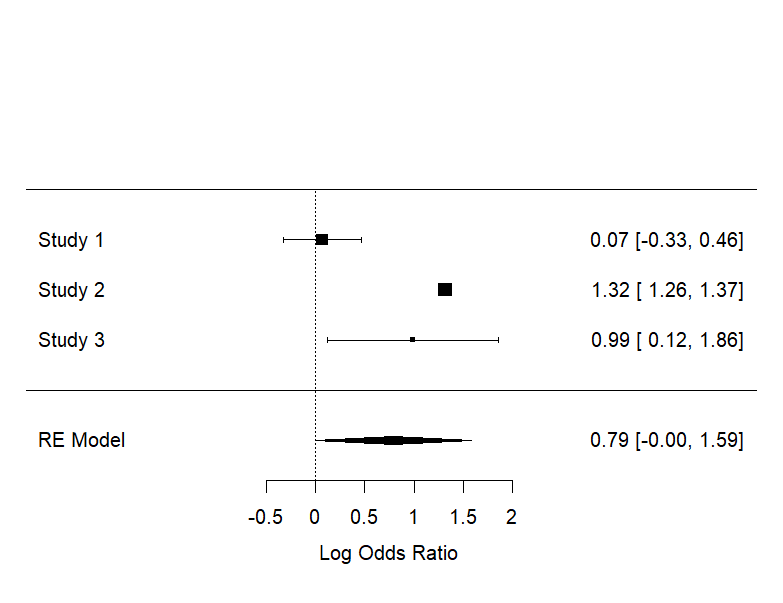 Study 1 0.07 [-0.33, 0.46]
Study 2 1.32 [ 1.26, 1.37]
Study 3 0.99 [ 0.12, 1.86]
RE Model 0.79 [-0.00, 1.59]
-0.5 0 0.5 1 1.5 2
Log Odds Ratio